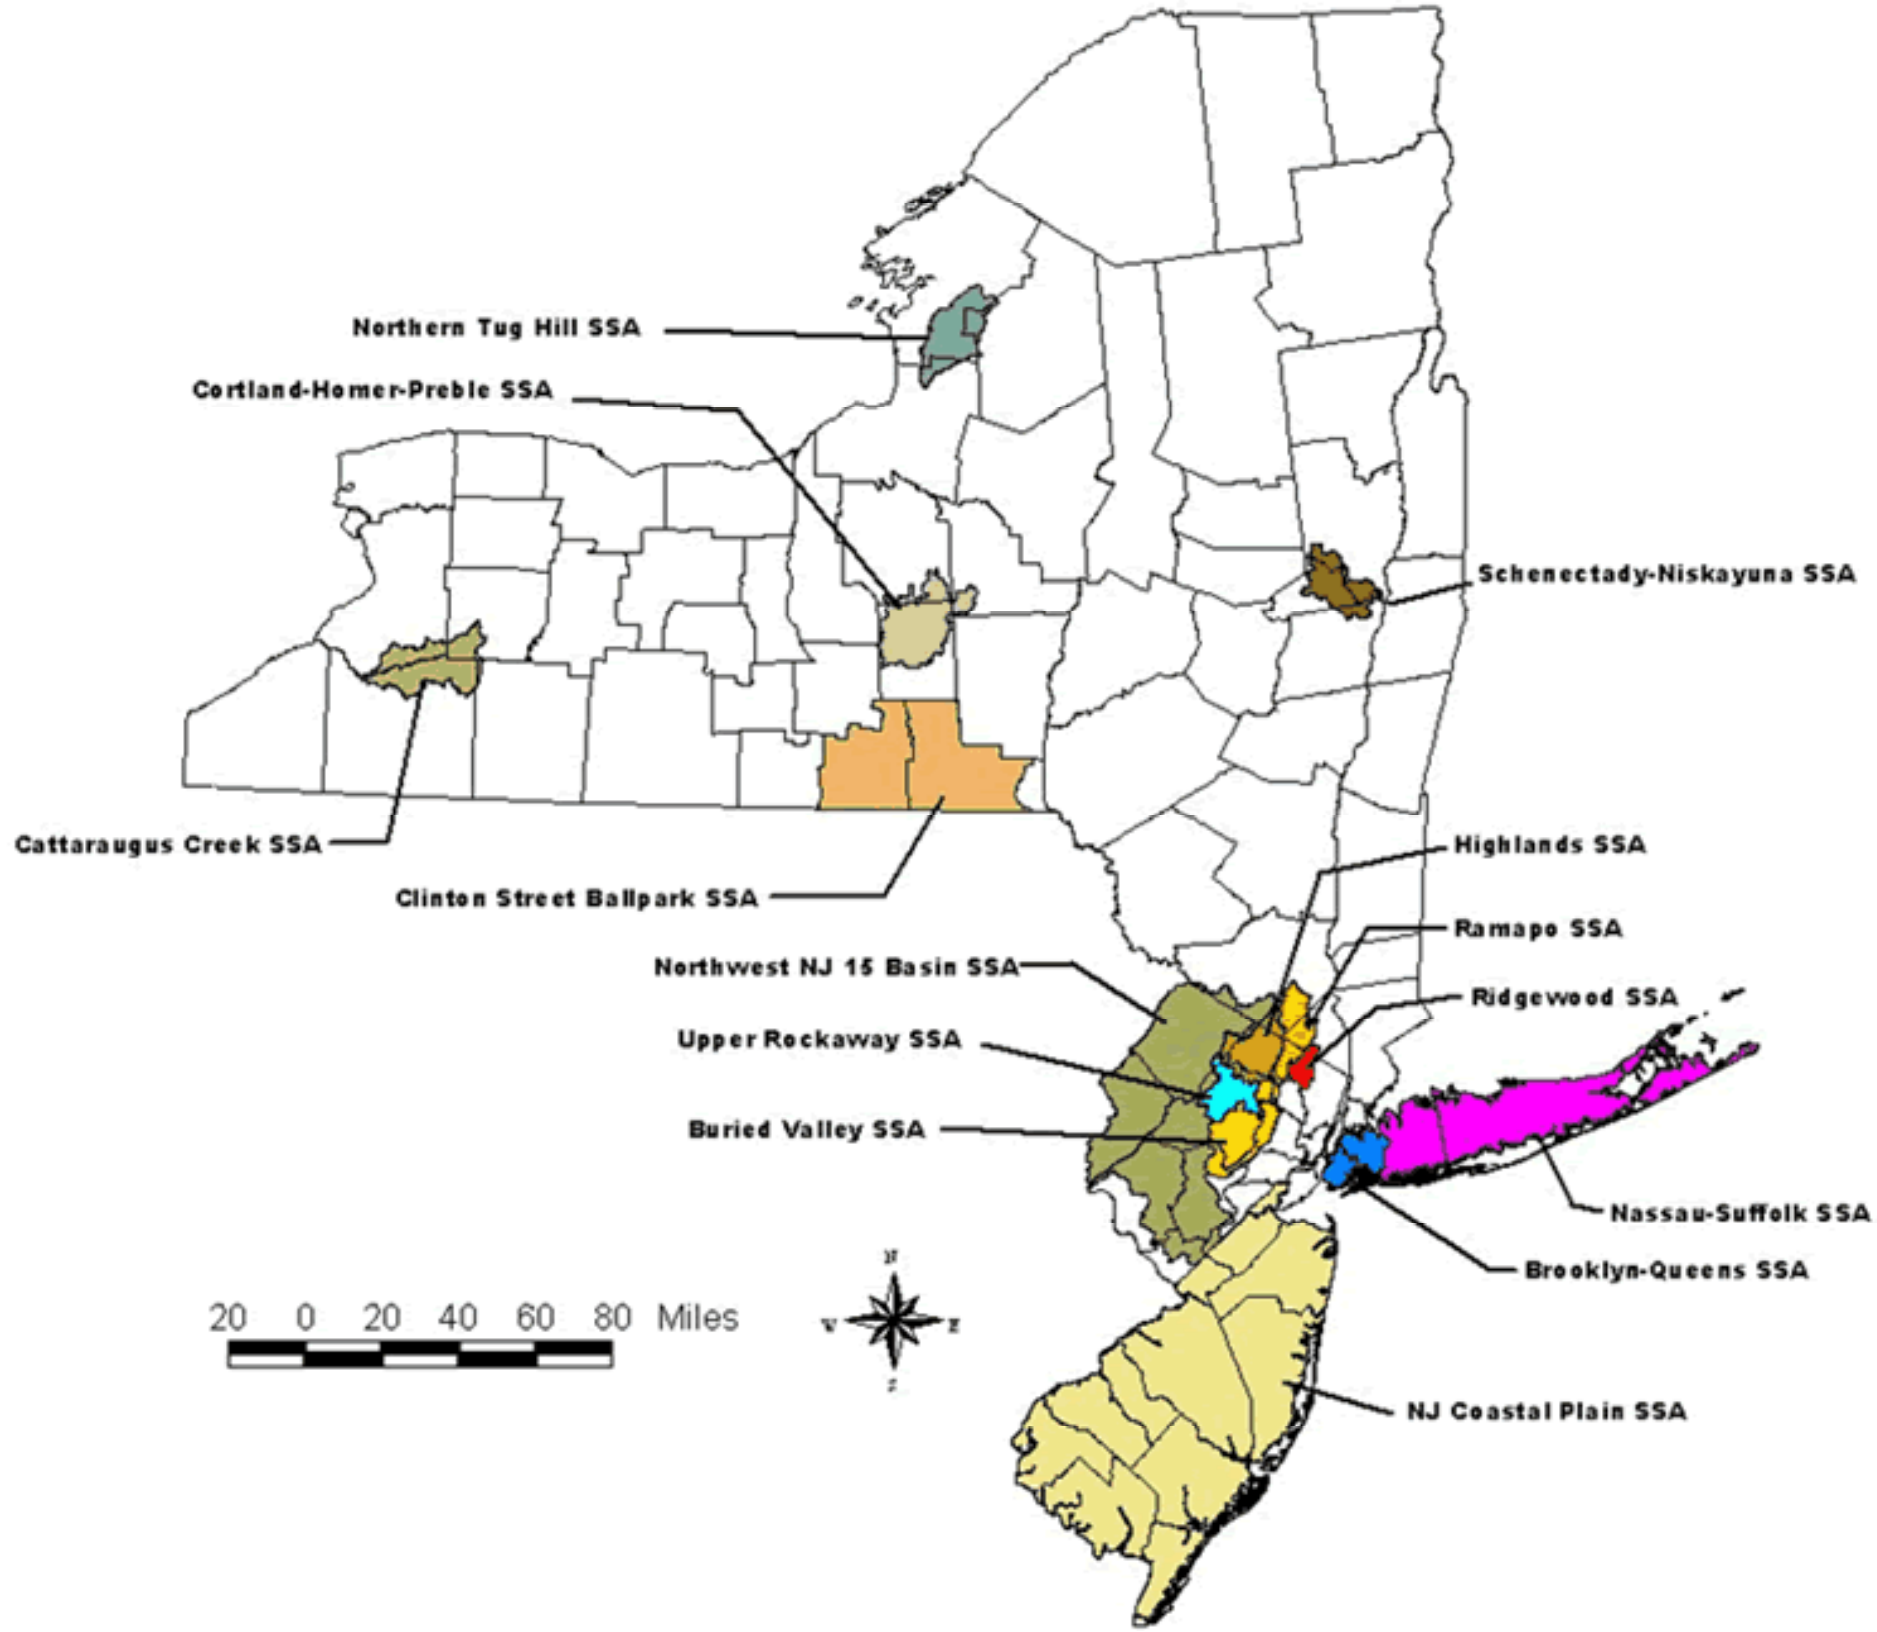 Northern Tug Hill SSA
Cortland-Homer-Preble SSA
Schenectady-Niskayuna SSA
Cattaraugus Creek SSA
Highlands SSA
Clinton Street Ballpark SSA
Ramapo SSA
Northwest NJ 15 Basin SSA
Ridgewood SSA
Upper Rockaway SSA
Buried Valley SSA
Nassau-Suffolk SSA
N
Brooklyn-Queens SSA
20 0 20 40 60 80 Miles
W E
S
NJ Coastal Plain SSA